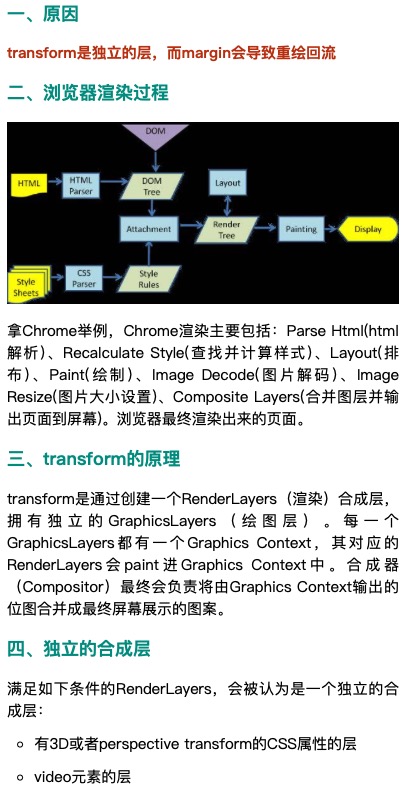 一、原因
transform是独立的层，而margin会导致重绘回流
二、浏览器渲染过程
DOM
HTML
HTML Parser
DOM Tree
Layout
Attachment
Render Tree
Painting
Display
Style Sheets
CSS Parser
Style Rules
拿Chrome举例，Chrome渲染主要包括：Parse Html(html
解析)、Recalculate Style(查找并计算样式)、Layout(排
布)、Paint(绘制)、Image Decode(图片解码)、Image
Resize(图片大小设置)、Composite Layers(合并图层并输
出页面到屏幕)。浏览器最终渲染出来的页面。
三、transform的原理
transform是通过创建一个RenderLayers（渲染）合成层，
拥有独立的GraphicsLayers（绘图层）。每一个
GraphicsLayers都有一个Graphics Context，其对应的
RenderLayers会paint进Graphics Context中。合成器
（Compositor）最终会负责将由Graphics Context输出的
位图合并成最终屏幕展示的图案。
四、独立的合成层
满足如下条件的RenderLayers，会被认为是一个独立的合
成层：
有3D或者perspective transform的CSS属性的层
video元素的层